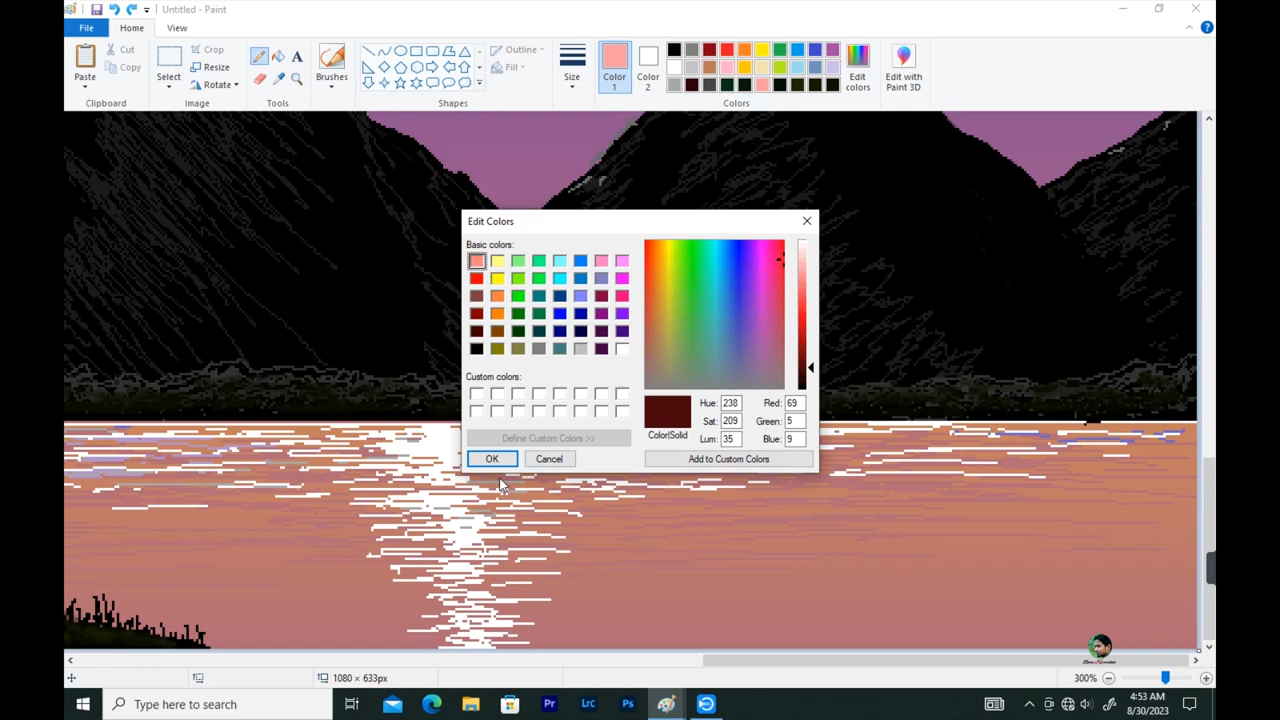 Untitled - Paint
File
Home
View
Paste
Cut
Copy
Clipboard
Select
Crop
Resize
Rotate
Image
A
Tools
Brushes
Outline
Fill
Shapes
Size
Color
1
Color
2
Edit
colors
Colors
Edit with
Paint 3D
Edit Colors
Basic colors:
Custom colors:
Define Custom Colors >>
OK
Cancel
Color|Solid
Hue: 238
Sat: 209
Lum: 35
Red: 69
Green: 5
Blue: 9
Add to Custom Colors
1080 × 633px
300%
Type here to search
Pr
Lrc
Ps
4:53 AM
8/30/2023